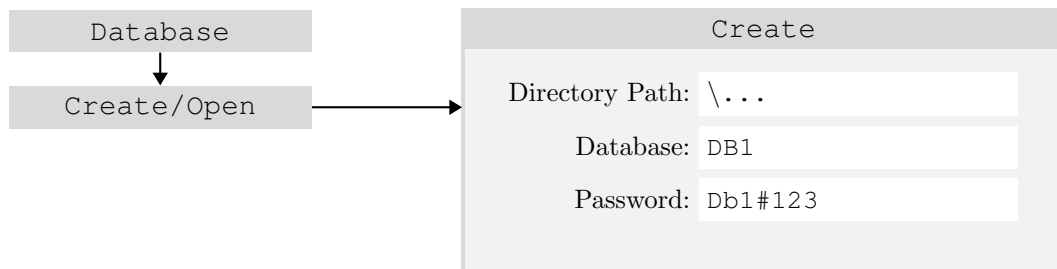 Database
Create/Open
Create
Directory Path: \...
Database: DB1
Password: Db1#123